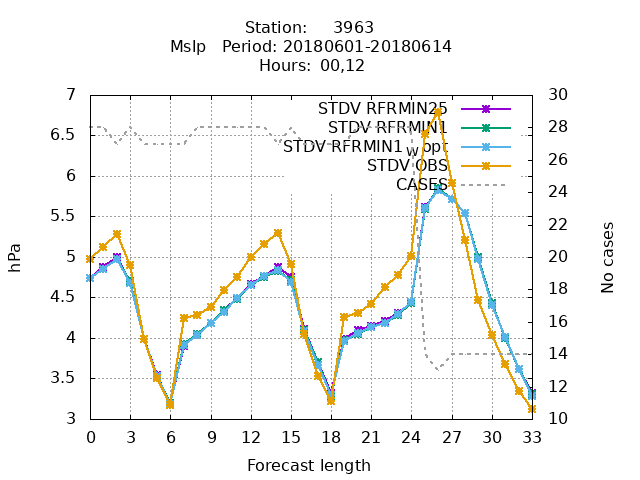 Station: 3963
Mslp Period: 20180601-20180614
Hours: 00,12
7
6.5
6
5.5
5
4.5
4
3.5
3
hPa
STDV RFRMIN25
STDV RFRMIN1
STDV RFRMIN1_w opt
STDV OBS
CASES
30
28
26
24
22
20
18
16
14
12
10
No cases
0 3 6 9 12 15 18 21 24 27 30 33
Forecast length